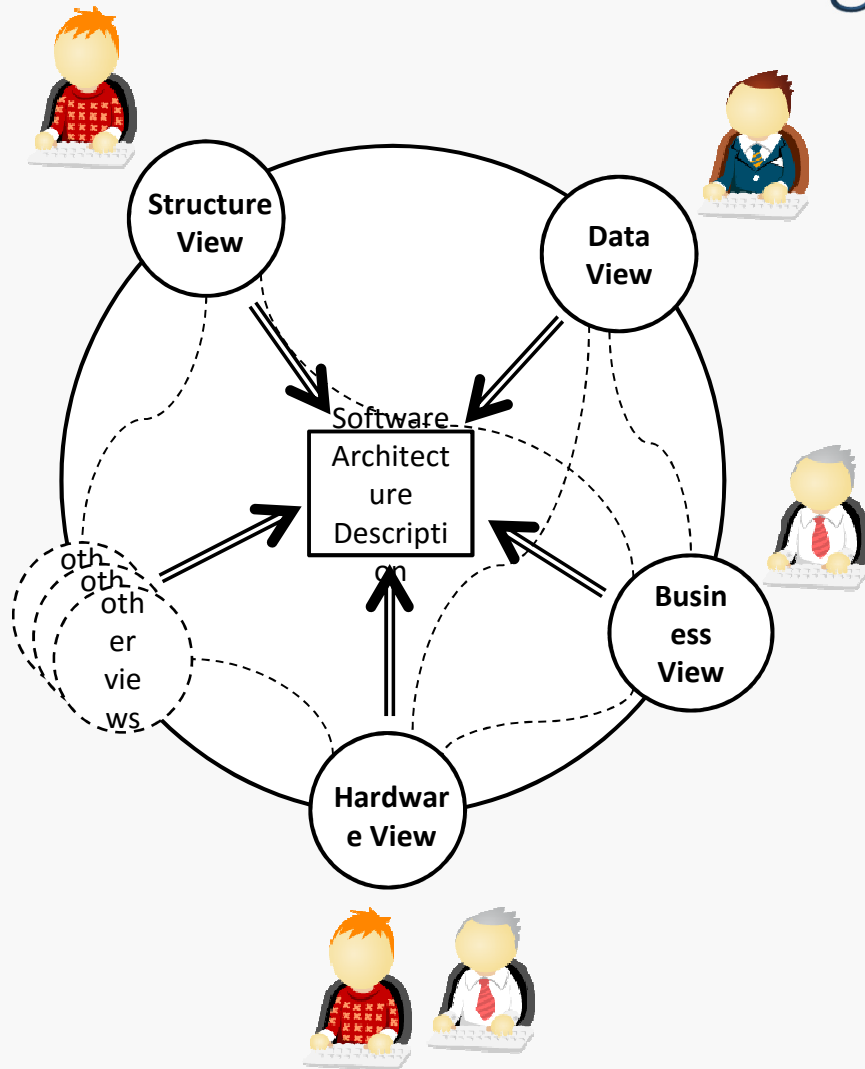 Structure
View
Data
View
Software
Architect
ure
Descripti
on
oth
oth
oth
er
vie
ws
Busin
ess
View
Hardwar
e View